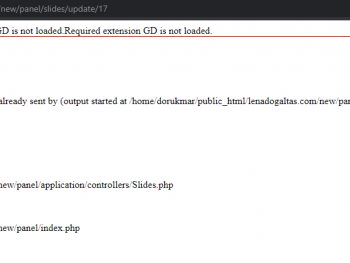 /new/panel/slides/update/17
GD is not loaded.Required extension GD is not loaded.
already sent by (output started at /home/dorukmar/public_html/lenadogaltas.com/new/pan
new/panel/application/controllers/Slides.php
new/panel/index.php